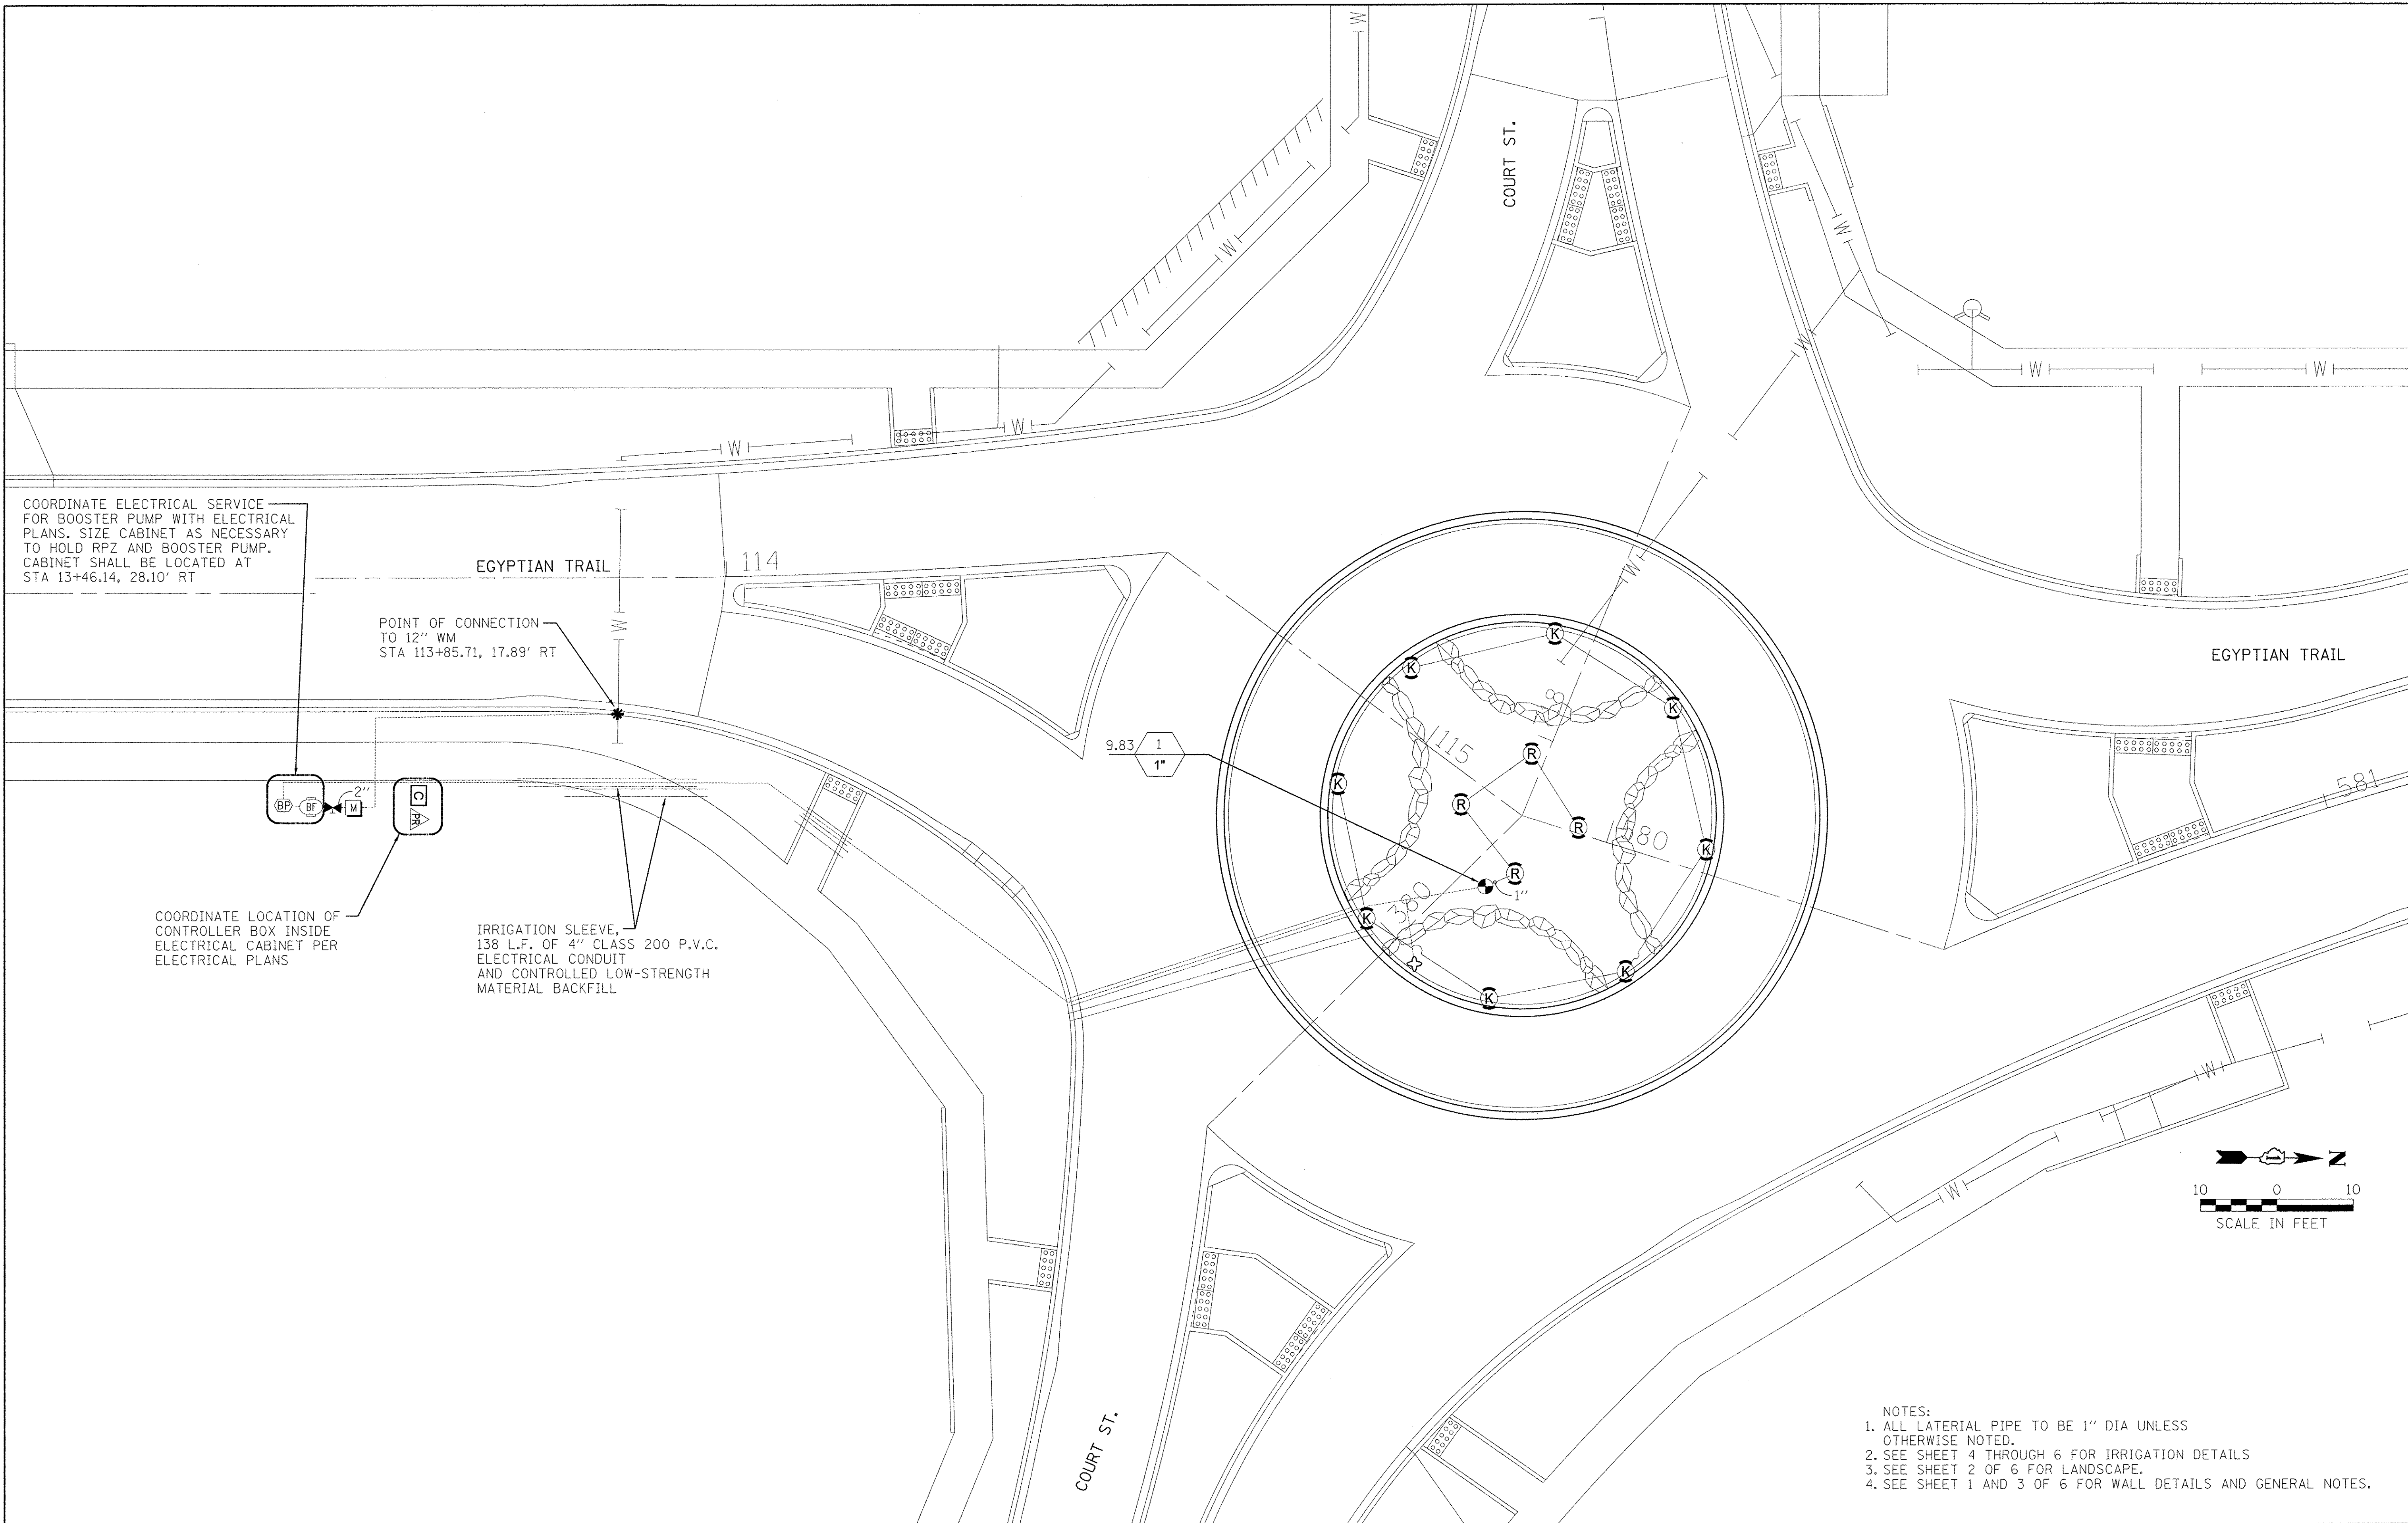 W
COURT ST.
W
W
W
W
W
W
W
COORDINATE ELECTRICAL SERVICE
FOR BOOSTER PUMP WITH ELECTRICAL
PLANS. SIZE CABINET AS NECESSARY
TO HOLD RPZ AND BOOSTER PUMP.
CABINET SHALL BE LOCATED AT
STA 13+46.14, 28.10' RT
EGYPTIAN TRAIL
114
W
W
POINT OF CONNECTION
TO 12" WM
STA 113+85.71, 17.89' RT
EGYPTIAN TRAIL
K
K
K
K
K
K
K
K
R
R
R
R
115
80
380
581
9.83
1
1"
1"
BP
BF
2"
M
C
PR
COORDINATE LOCATION OF
CONTROLLER BOX INSIDE
ELECTRICAL CABINET PER
ELECTRICAL PLANS
IRRIGATION SLEEVE,
138 L.F. OF 4" CLASS 200 P.V.C.
ELECTRICAL CONDUIT
AND CONTROLLED LOW-STRENGTH
MATERIAL BACKFILL
W
W
N
10 0 10
SCALE IN FEET
COURT ST.
NOTES:
1. ALL LATERIAL PIPE TO BE 1" DIA UNLESS
OTHERWISE NOTED.
2. SEE SHEET 4 THROUGH 6 FOR IRRIGATION DETAILS
3. SEE SHEET 2 OF 6 FOR LANDSCAPE.
4. SEE SHEET 1 AND 3 OF 6 FOR WALL DETAILS AND GENERAL NOTES.